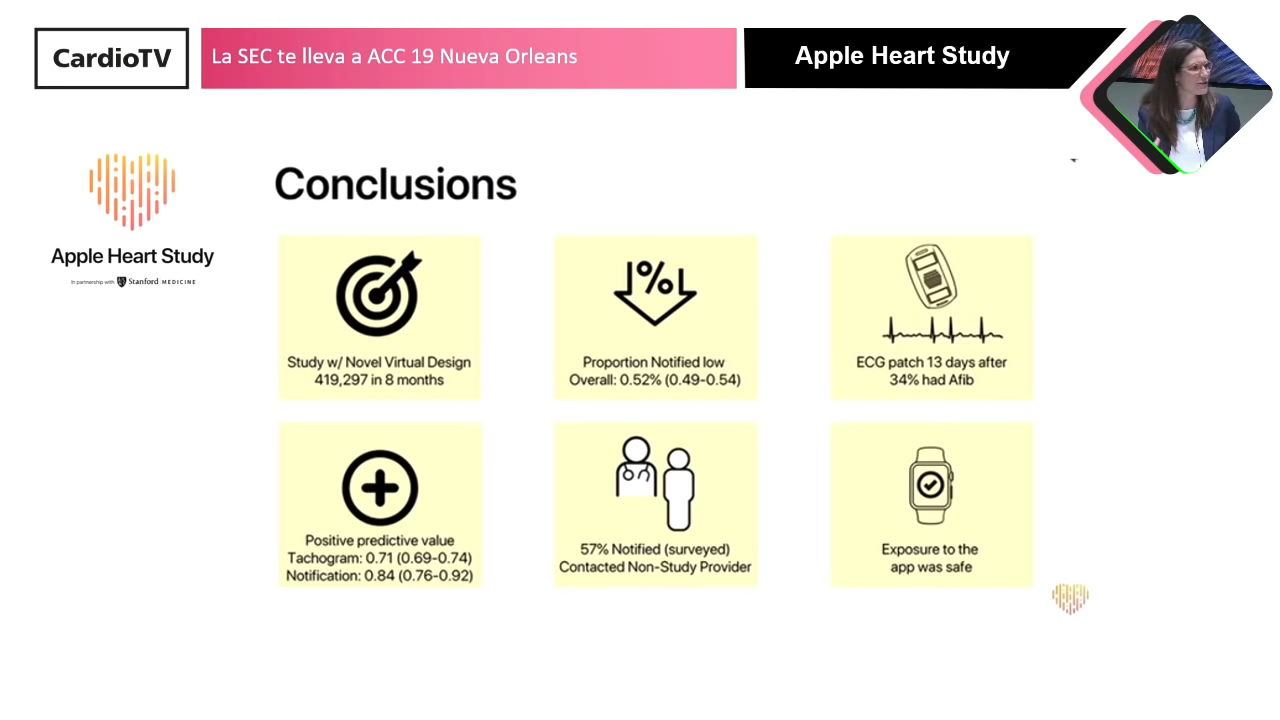 CardioTV
La SEC te lleva a ACC 19 Nueva Orleans
Apple Heart Study
Apple Heart Study
In partnership with Stanford MEDICINE
Conclusions
Study w/ Novel Virtual Design
419,297 in 8 months
%
Proportion Notified low
Overall: 0.52% (0.49-0.54)
ECG patch 13 days after
34% had Afib
Positive predictive value
Tachogram: 0.71 (0.69-0.74)
Notification: 0.84 (0.76-0.92)
57% Notified (surveyed)
Contacted Non-Study Provider
Exposure to the
app was safe